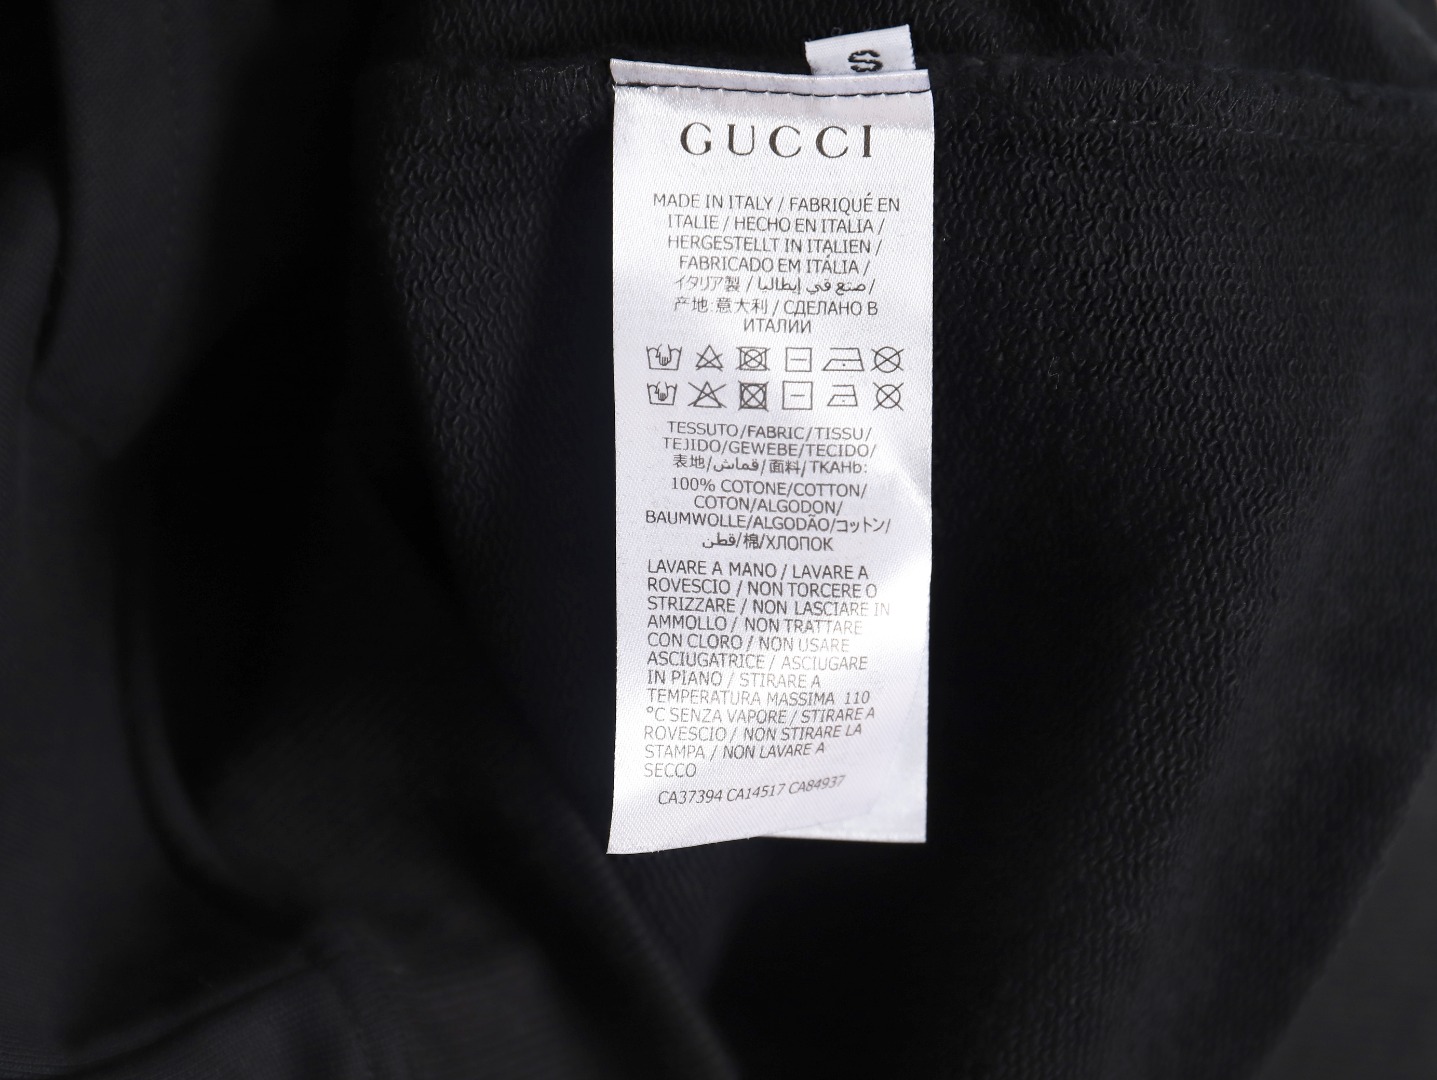 S
GUCCI
MADE IN ITALY / FABRIQUÉ EN
ITALIE / HECHO EN ITALIA /
HERGESTELLT IN ITALIEN /
FABRICADO EM ITÁLIA /
イタリア製 / صنع في إيطاليا /
产地:意大利 / СДЕЛАНО В
ИТАЛИИ
TESSUTO/FABRIC/TISSU/
TEJIDO/GEWEBE/TECIDO/
表地/قماش/面料/ТКАНЬ:
100% COTONE/COTTON/
COTON/ALGODON/
BAUMWOLLE/ALGODÃO/コットン/
قطن/棉/ХЛОПОК
LAVARE A MANO / LAVARE A
ROVESCIO / NON TORCERE O
STRIZZARE / NON LASCIARE IN
AMMOLLO / NON TRATTARE
CON CLORO / NON USARE
ASCIUGATRICE / ASCIUGARE
IN PIANO / STIRARE A
TEMPERATURA MASSIMA 110
°C SENZA VAPORE / STIRARE A
ROVESCIO / NON STIRARE LA
STAMPA / NON LAVARE A
SECCO
CA37394 CA14517 CA84937